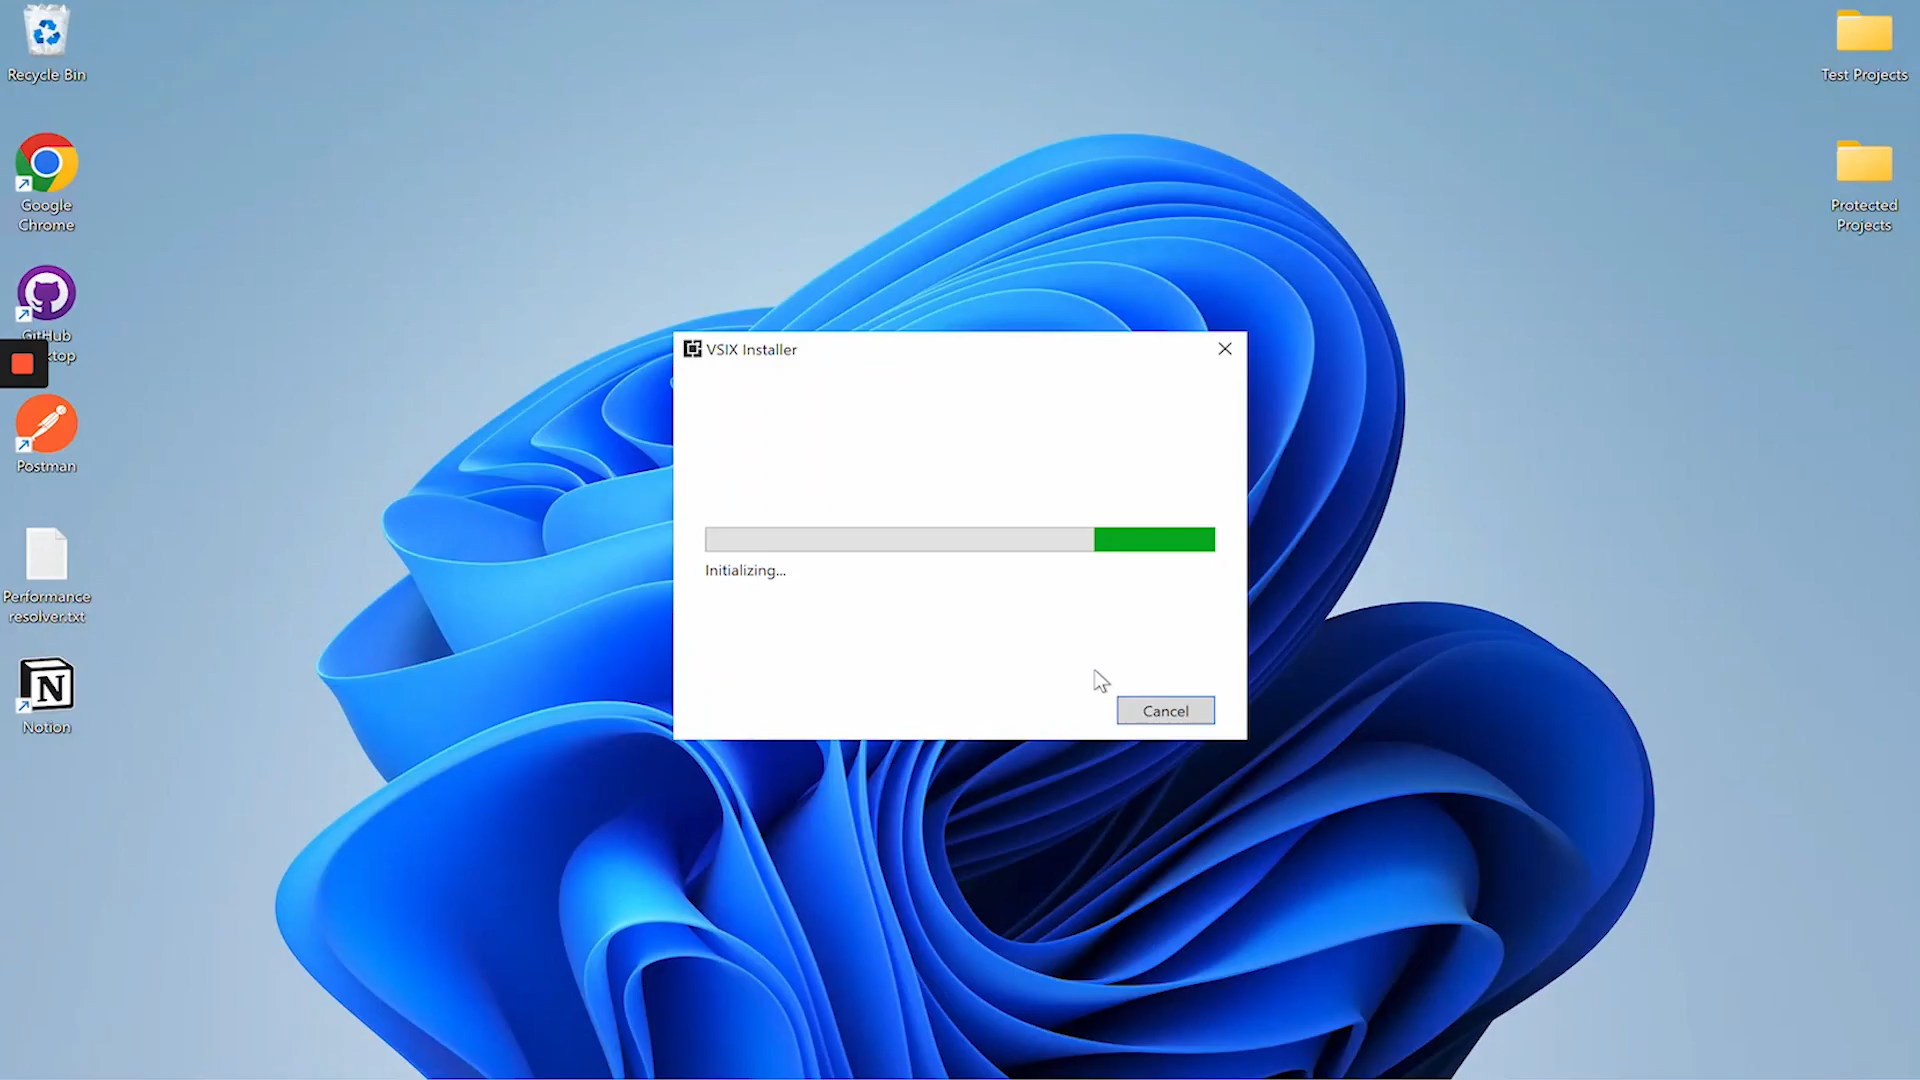 Recycle Bin
Google
Chrome
GitHub
ktop
Postman
Performance
resolver.txt
Notion
Test Projects
Protected
Projects
VSIX Installer
Initializing...
Cancel